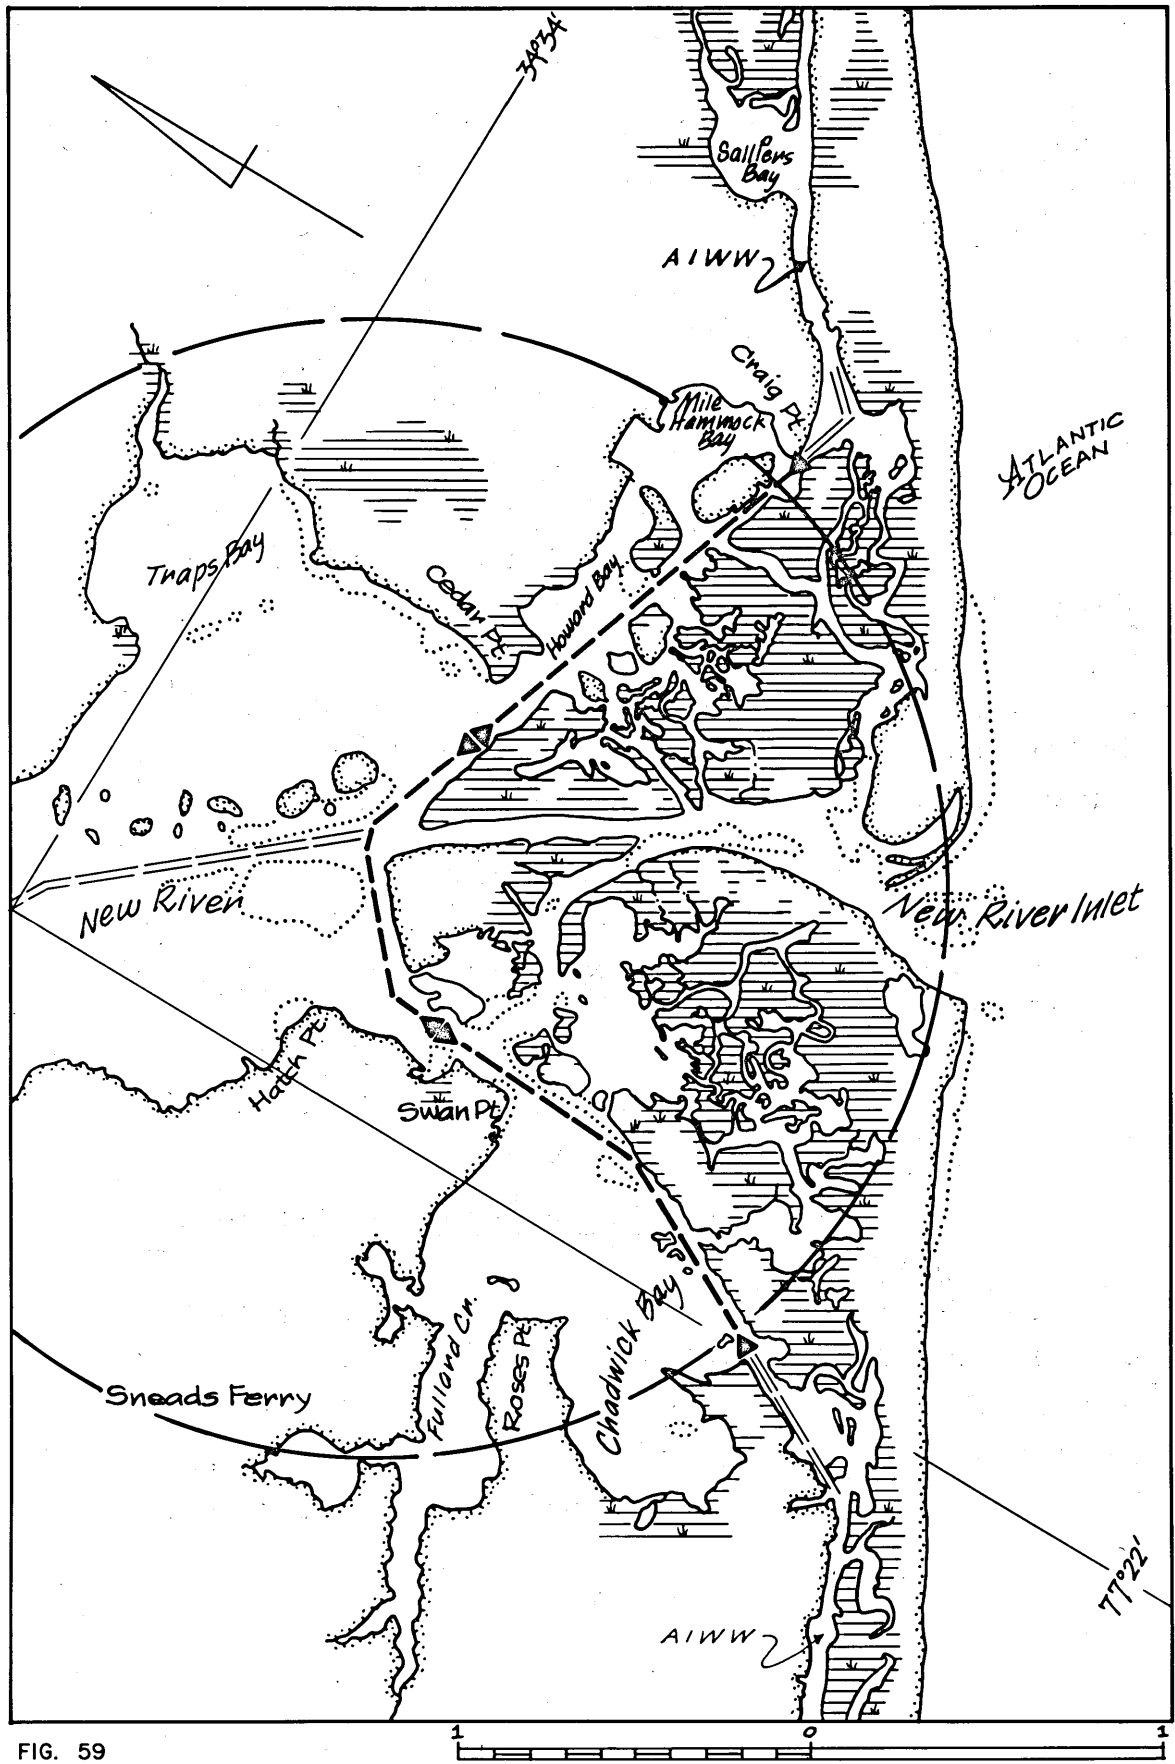 34°34'
Sallters
Bay
AIWW
Craig Pt.
Mile
Hammock
Bay
ATLANTIC
OCEAN
Traps Bay
Cedar Pt.
Howard Bay
New River
New River Inlet
Hatch Pt
Swan Pt.
Chadwick Bay
Fullard Cr.
Roses Pt.
Sneads Ferry
77°22'
AIWW
1 0 1
FIG. 59